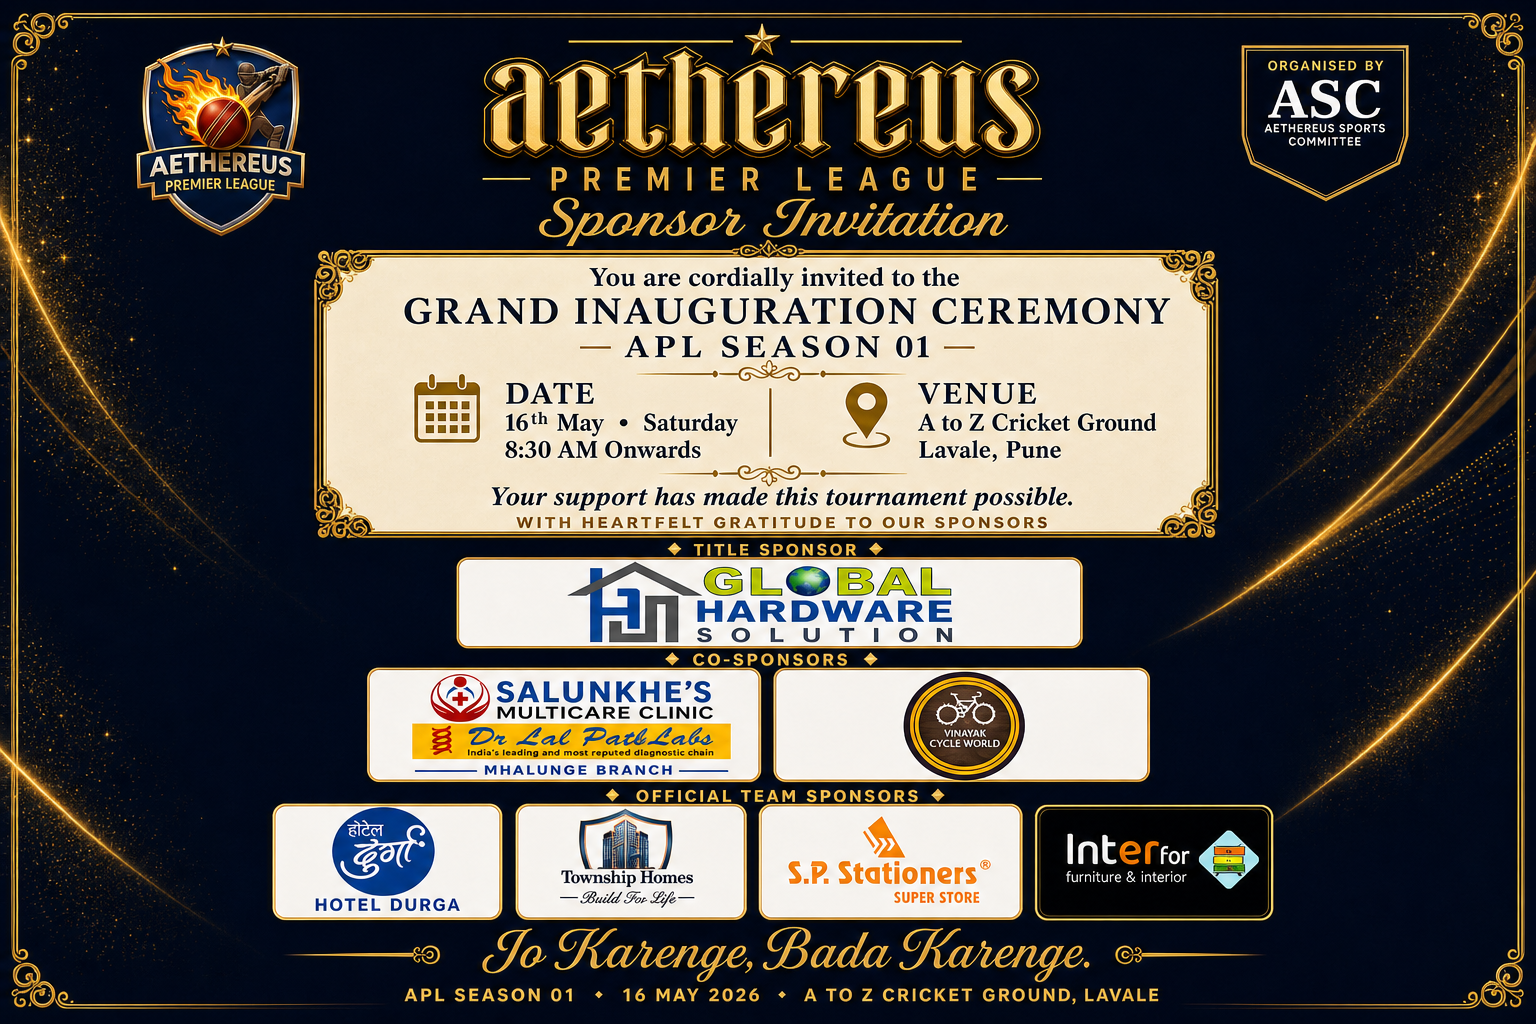 AETHEREUS
PREMIER LEAGUE
aethereus
PREMIER LEAGUE
Sponsor Invitation
ORGANISED BY
ASC
AETHEREUS SPORTS
COMMITTEE
You are cordially invited to the
GRAND INAUGURATION CEREMONY
APL SEASON 01
DATE
16th May • Saturday
8:30 AM Onwards
VENUE
A to Z Cricket Ground
Lavale, Pune
Your support has made this tournament possible.
WITH HEARTFELT GRATITUDE TO OUR SPONSORS
TITLE SPONSOR
GLOBAL
HARDWARE
SOLUTION
CO-SPONSORS
SALUNKHE'S
MULTICARE CLINIC
Dr Lal PathLabs
India's leading and most reputed diagnostic chain
MHALUNGE BRANCH
VINAYAK
CYCLE WORLD
OFFICIAL TEAM SPONSORS
होटेल
दुर्गा
HOTEL DURGA
Township Homes
Build For Life
S.P. Stationers®
SUPER STORE
Interfor
furniture & interior
Jo Karenge, Bada Karenge.
APL SEASON 01 • 16 MAY 2026 • A TO Z CRICKET GROUND, LAVALE